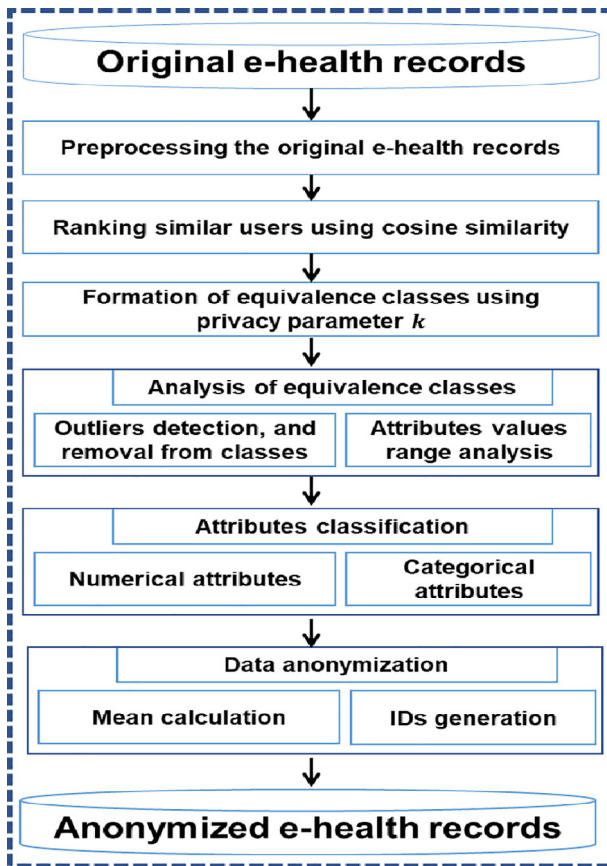 Original e-health records
Preprocessing the original e-health records
Ranking similar users using cosine similarity
Formation of equivalence classes using
privacy parameter k
Analysis of equivalence classes
Outliers detection, and
removal from classes
Attributes values
range analysis
Attributes classification
Numerical attributes
Categorical
attributes
Data anonymization
Mean calculation
IDs generation
Anonymized e-health records